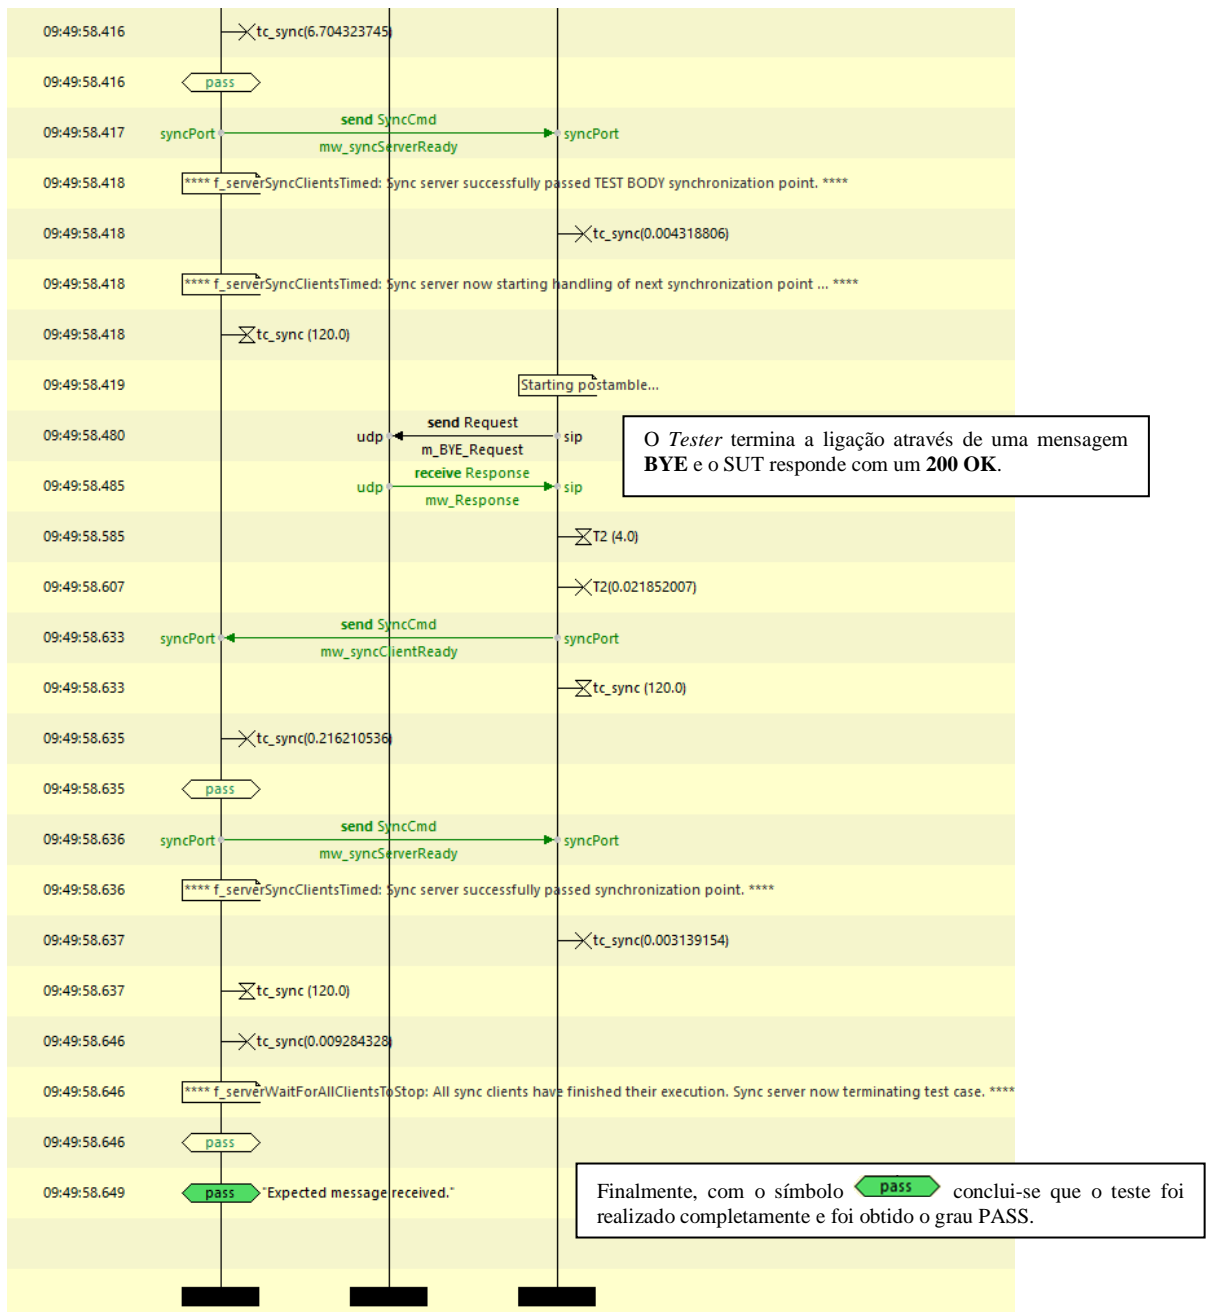 09:49:58.416 tc_sync(6.704323745)
09:49:58.416 pass
send SyncCmd
09:49:58.417 syncPort syncPort
mw_syncServerReady
09:49:58.418 **** f_serverSyncClientsTimed: Sync server successfully passed TEST BODY synchronization point. ****
09:49:58.418 tc_sync(0.004318806)
09:49:58.418 **** f_serverSyncClientsTimed: Sync server now starting handling of next synchronization point ... ****
09:49:58.418 tc_sync (120.0)
09:49:58.419 Starting postamble...
send Request
09:49:58.480 udp sip
m_BYE_Request
O Tester termina a ligação através de uma mensagem
BYE e o SUT responde com um 200 OK.
receive Response
09:49:58.485 udp sip
mw_Response
09:49:58.585 T2 (4.0)
09:49:58.607 T2(0.021852007)
send SyncCmd
09:49:58.633 syncPort syncPort
mw_syncClientReady
09:49:58.633 tc_sync (120.0)
09:49:58.635 tc_sync(0.216210536)
09:49:58.635 pass
send SyncCmd
09:49:58.636 syncPort syncPort
mw_syncServerReady
09:49:58.636 **** f_serverSyncClientsTimed: Sync server successfully passed synchronization point. ****
09:49:58.637 tc_sync(0.003139154)
09:49:58.637 tc_sync (120.0)
09:49:58.646 tc_sync(0.009284328)
09:49:58.646 **** f_serverWaitForAllClientsToStop: All sync clients have finished their execution. Sync server now terminating test case. ****
09:49:58.646 pass
09:49:58.649 pass "Expected message received."
Finalmente, com o símbolo pass conclui-se que o teste foi
realizado completamente e foi obtido o grau PASS.